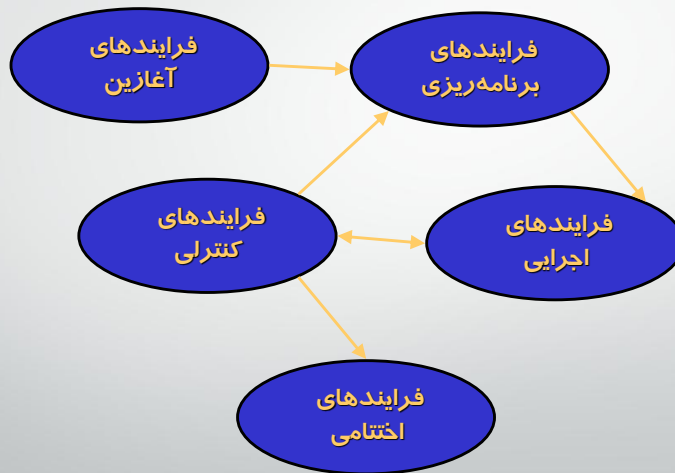 فرایندهای
آغازین
فرایندهای
برنامه‌ریزی
فرایندهای
کنترلی
فرایندهای
اجرایی
فرایندهای
اختتامی